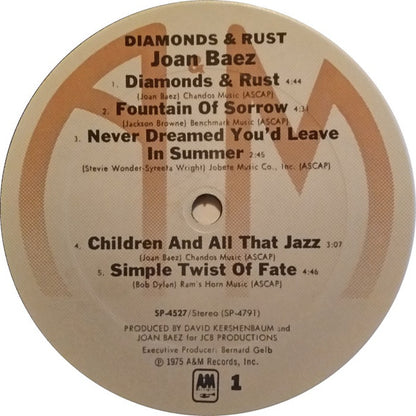 DIAMONDS & RUST
Joan Baez
1. Diamonds & Rust 4:44
(Joan Baez) Chandos Music (ASCAP)
2. Fountain Of Sorrow 4:31
(Jackson Browne) Benchmark Music (ASCAP)
3. Never Dreamed You'd Leave
In Summer 2:45
(Stevie Wonder-Syreeta Wright) Jobete Music Co., Inc. (ASCAP)
4. Children And All That Jazz 3:07
(Joan Baez) Chandos Music (ASCAP)
5. Simple Twist Of Fate 4:46
(Bob Dylan) Ram's Horn Music (ASCAP)
SP-4527/Stereo (SP-4791)
PRODUCED BY DAVID KERSHENBAUM and
JOAN BAEZ for JCB PRODUCTIONS
Executive Producer: Bernard Gelb
℗ 1975 A&M Records, Inc.
A&M
RECORDS
1